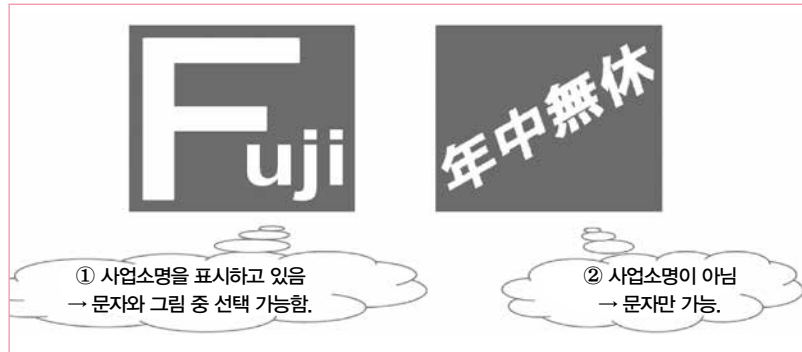 Fuji
年中無休
① 사업소명을 표시하고 있음
→ 문자와 그림 중 선택 가능함.
② 사업소명이 아님
→ 문자만 가능.